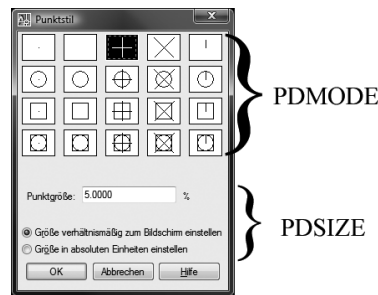 Punktstil
PDMODE
Punktgröße: 5.0000 %
Größe verhältnismäßig zum Bildschirm einstellen
Größe in absoluten Einheiten einstellen
PDSIZE
OK Abbrechen Hilfe